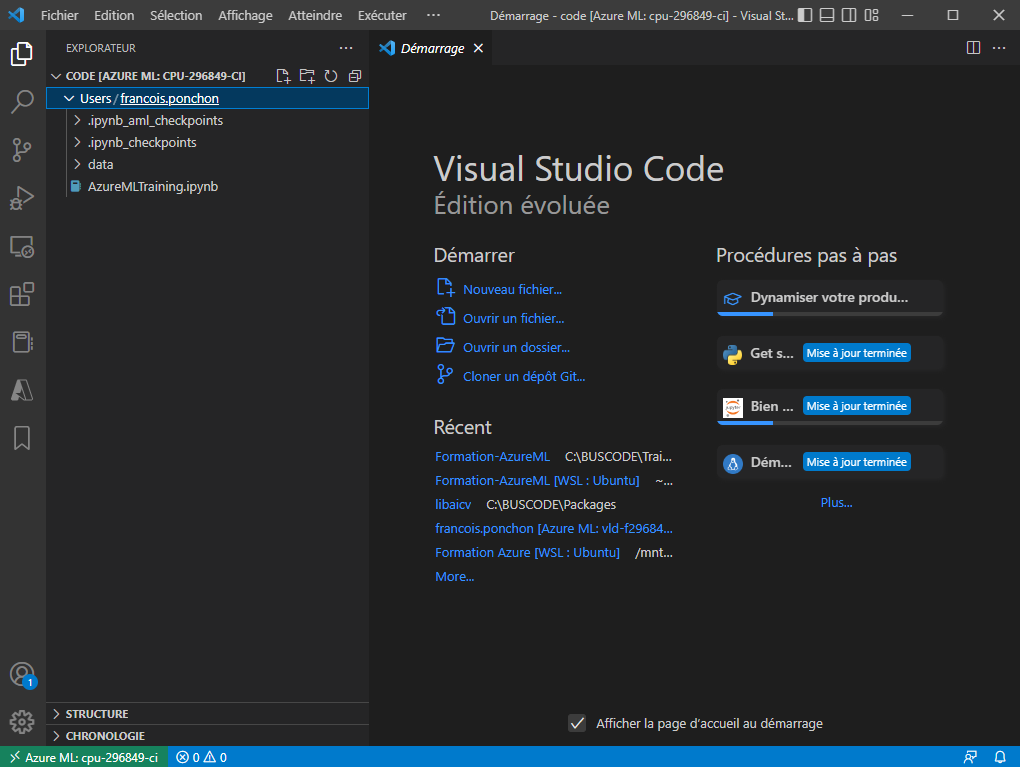 Fichier Edition Sélection Affichage Atteindre Exécuter ··· Démarrage - code [Azure ML: cpu-296849-ci] - Visual St...
EXPLORATEUR ···
CODE [AZURE ML: CPU-296849-CI]
Users/francois.ponchon
.ipynb_aml_checkpoints
.ipynb_checkpoints
data
AzureMLTraining.ipynb
STRUCTURE
CHRONOLOGIE
1
Démarrage
Visual Studio Code
Édition évoluée
Démarrer
Nouveau fichier...
Ouvrir un fichier...
Ouvrir un dossier...
Cloner un dépôt Git...
Récent
Formation-AzureML C:\BUSCODE\Trai...
Formation-AzureML [WSL : Ubuntu] ~...
libaicv C:\BUSCODE\Packages
francois.ponchon [Azure ML: vld-f29684...
Formation Azure [WSL : Ubuntu] /mnt...
More...
Procédures pas à pas
Dynamiser votre produ...
Get s... Mise à jour terminée
Bien ... Mise à jour terminée
Dém... Mise à jour terminée
Plus...
Afficher la page d'accueil au démarrage
Azure ML: cpu-296849-ci 0 0